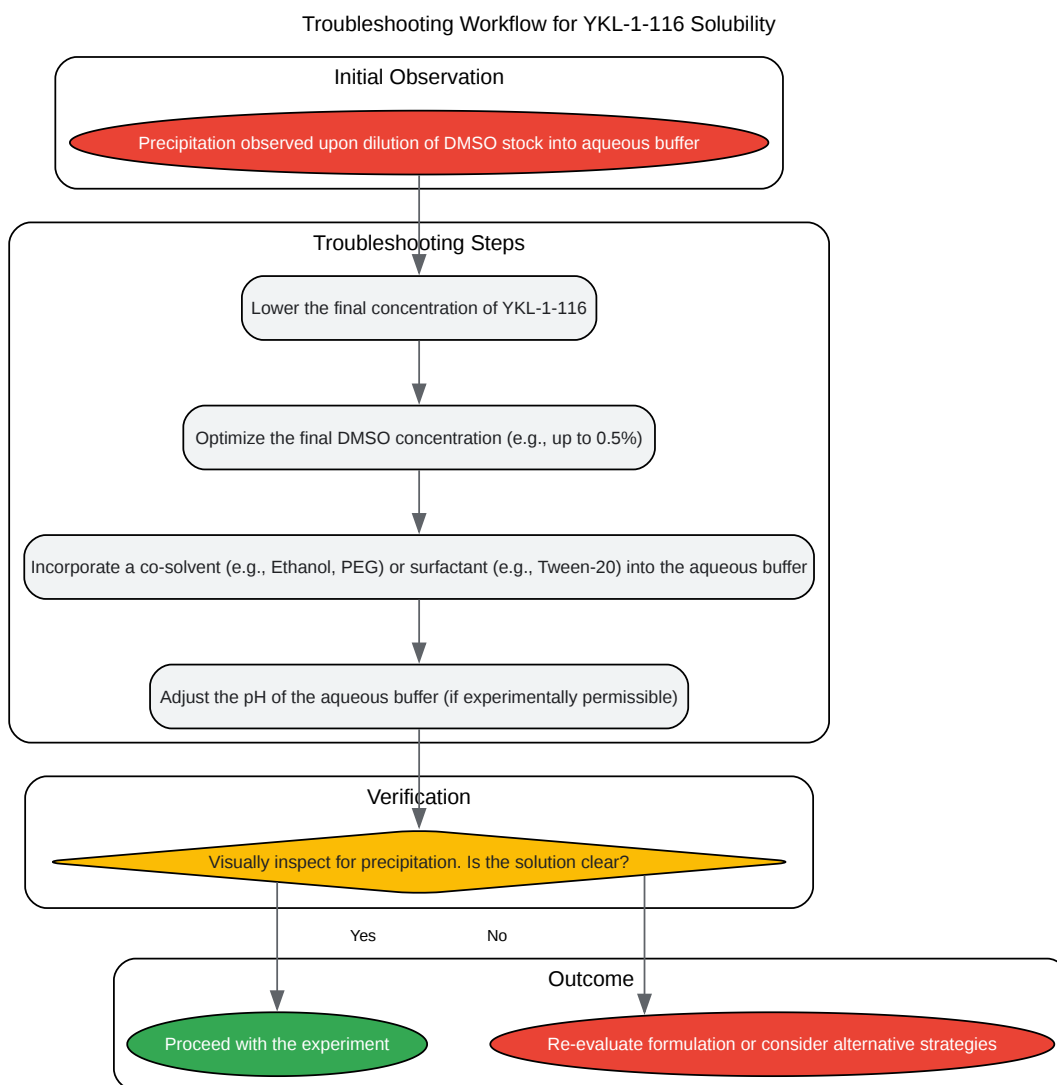 Troubleshooting Workflow for YKL-1-116 Solubility
Initial Observation
Precipitation observed upon dilution of DMSO stock into aqueous buffer
Troubleshooting Steps
Lower the final concentration of YKL-1-116
Optimize the final DMSO concentration (e.g., up to 0.5%)
Incorporate a co-solvent (e.g., Ethanol, PEG) or surfactant (e.g., Tween-20) into the aqueous buffer
Adjust the pH of the aqueous buffer (if experimentally permissible)
Verification
Visually inspect for precipitation. Is the solution clear?
Yes
No
Outcome
Proceed with the experiment
Re-evaluate formulation or consider alternative strategies